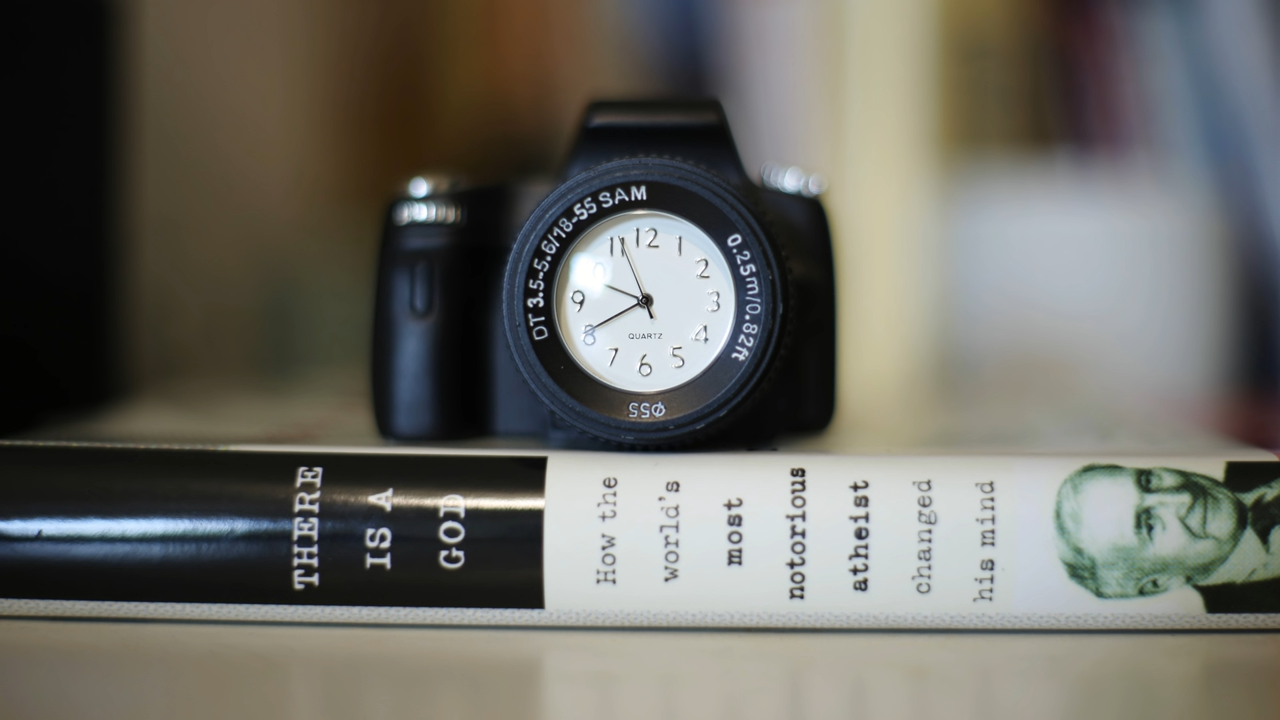 DT 3.5-5.6/18-55 SAM
0.25m/0.82ft
ø55
12
1
2
3
4
5
6
7
8
9
11
QUARTZ
THERE
IS A
GOD
How the
world's
most
notorious
atheist
changed
his mind